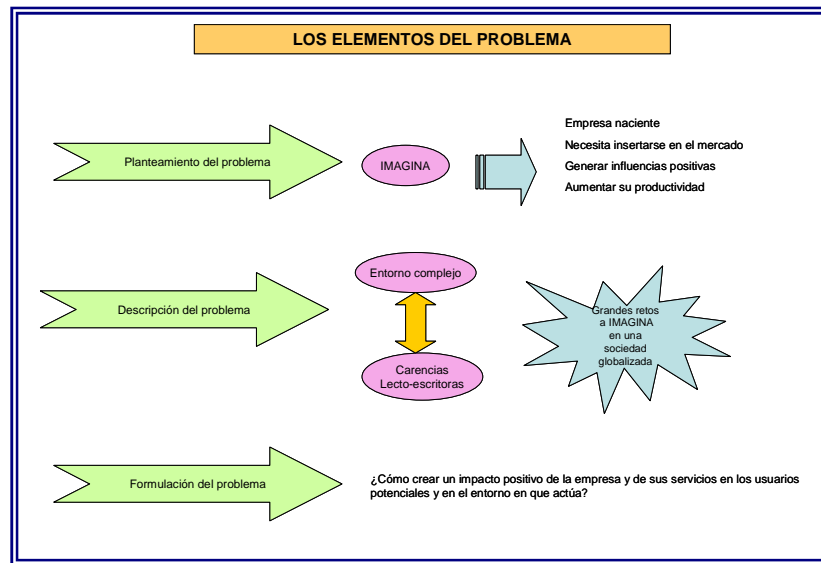 LOS ELEMENTOS DEL PROBLEMA
Planteamiento del problema
IMAGINA
Empresa naciente
Necesita insertarse en el mercado
Generar influencias positivas
Aumentar su productividad
Descripción del problema
Entorno complejo
Carencias
Lecto-escritoras
Grandes retos
a IMAGINA
en una
sociedad
globalizada
Formulación del problema
¿Cómo crear un impacto positivo de la empresa y de sus servicios en los usuarios
potenciales y en el entorno en que actúa?